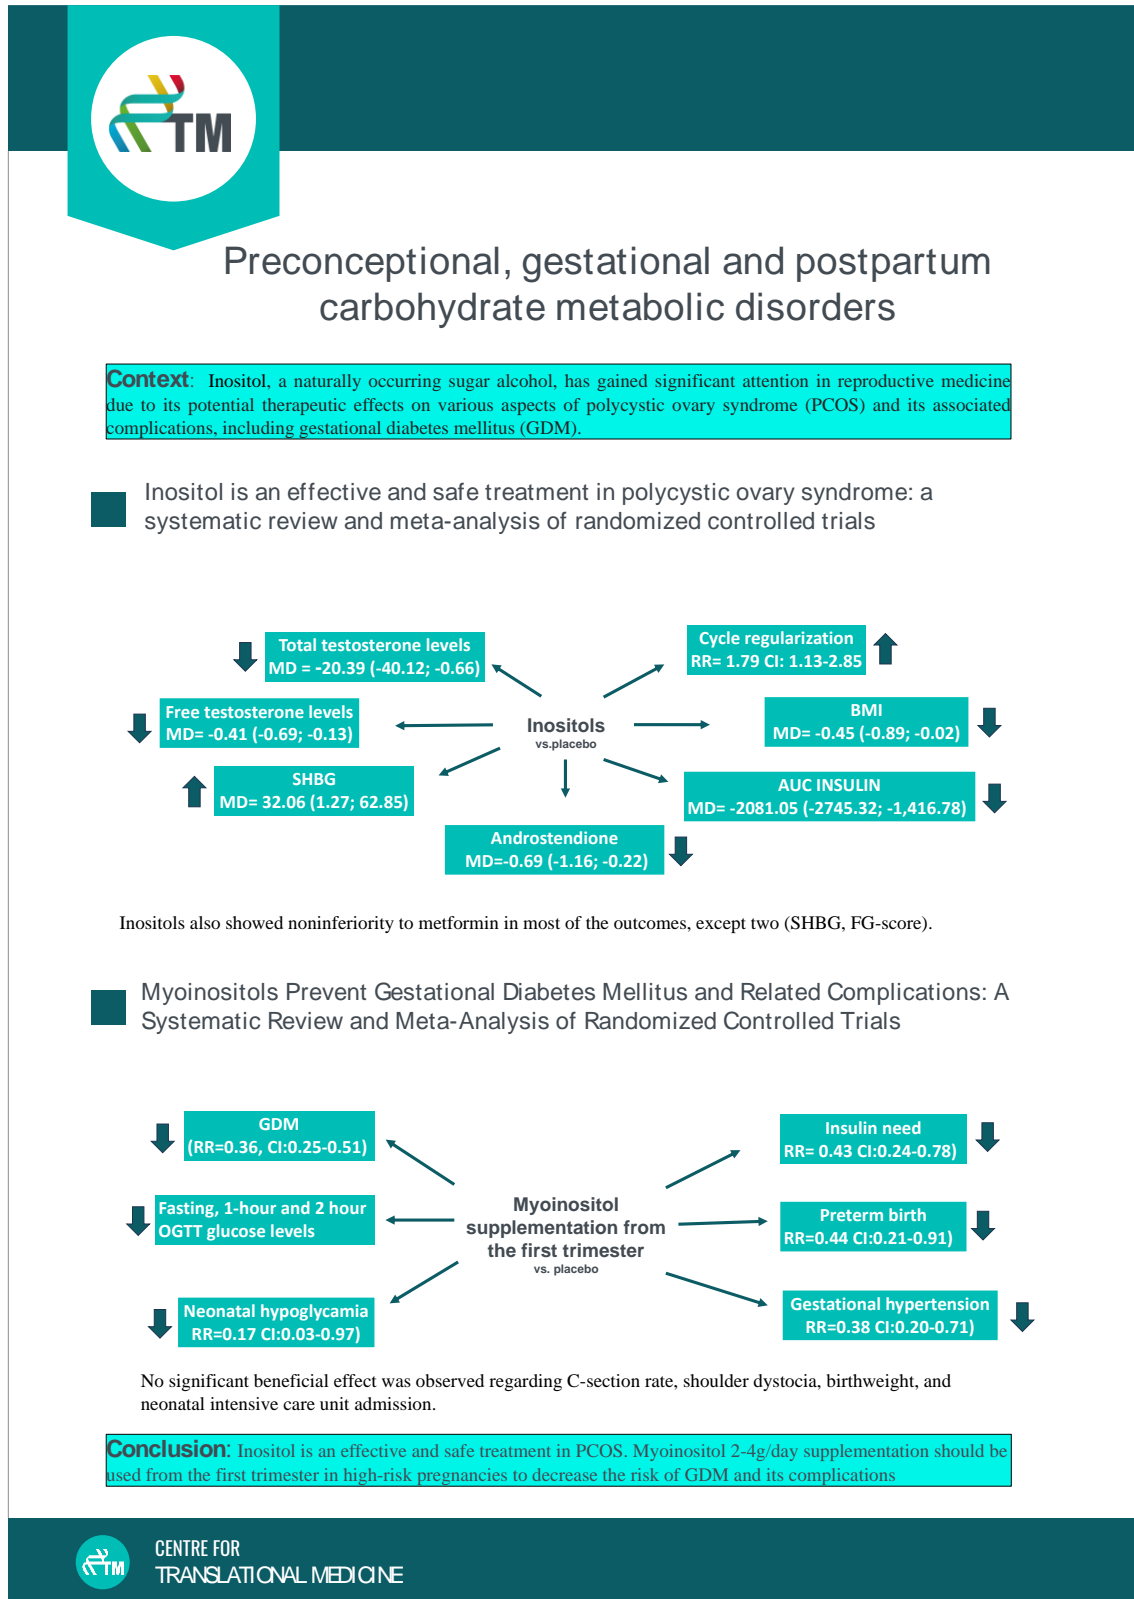 TM
Preconceptional, gestational and postpartum
carbohydrate metabolic disorders
Context: Inositol, a naturally occurring sugar alcohol, has gained significant attention in reproductive medicine
due to its potential therapeutic effects on various aspects of polycystic ovary syndrome (PCOS) and its associated
complications, including gestational diabetes mellitus (GDM).
Inositol is an effective and safe treatment in polycystic ovary syndrome: a
systematic review and meta-analysis of randomized controlled trials
Total testosterone levels
MD = -20.39 (-40.12; -0.66)
Cycle regularization
RR= 1.79 CI: 1.13-2.85
Free testosterone levels
MD= -0.41 (-0.69; -0.13)
Inositols
vs.placebo
BMI
MD= -0.45 (-0.89; -0.02)
SHBG
MD= 32.06 (1.27; 62.85)
AUC INSULIN
MD= -2081.05 (-2745.32; -1,416.78)
Androstendione
MD=-0.69 (-1.16; -0.22)
Inositols also showed noninferiority to metformin in most of the outcomes, except two (SHBG, FG-score).
Myoinositols Prevent Gestational Diabetes Mellitus and Related Complications: A
Systematic Review and Meta-Analysis of Randomized Controlled Trials
GDM
(RR=0.36, CI:0.25-0.51)
Insulin need
RR= 0.43 CI:0.24-0.78)
Fasting, 1-hour and 2 hour
OGTT glucose levels
Myoinositol
supplementation from
the first trimester
vs. placebo
Preterm birth
RR=0.44 CI:0.21-0.91)
Neonatal hypoglycamia
RR=0.17 CI:0.03-0.97)
Gestational hypertension
RR=0.38 CI:0.20-0.71)
No significant beneficial effect was observed regarding C-section rate, shoulder dystocia, birthweight, and
neonatal intensive care unit admission.
Conclusion: Inositol is an effective and safe treatment in PCOS. Myoinositol 2-4g/day supplementation should be
used from the first trimester in high-risk pregnancies to decrease the risk of GDM and its complications
TM
CENTRE FOR
TRANSLATIONAL MEDICINE